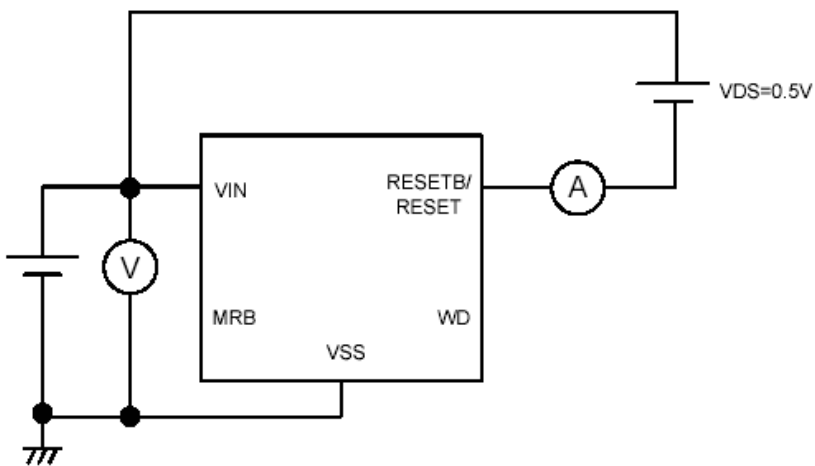 VDS=0.5V
VIN
RESETB/
RESET
A
V
MRB
WD
VSS